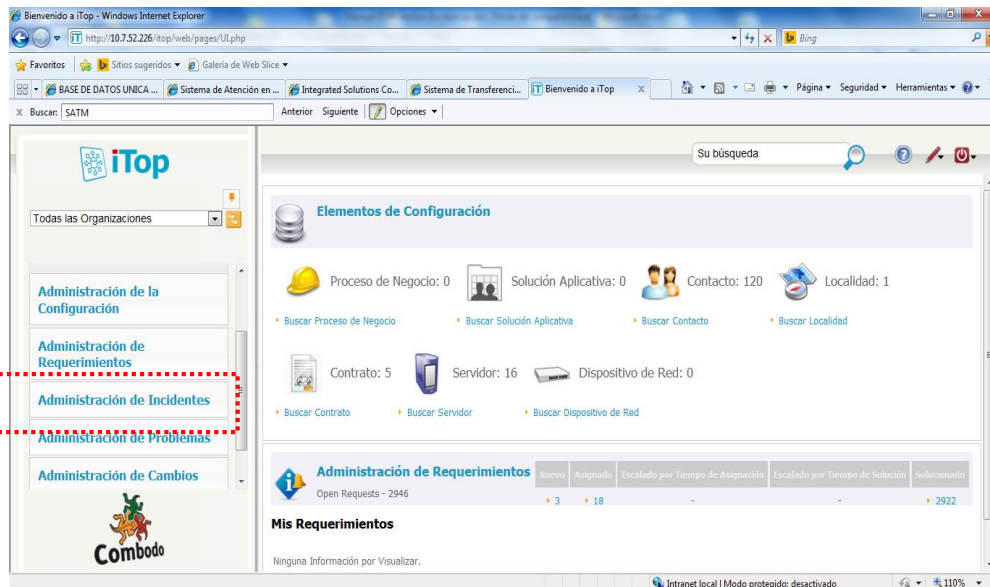 Bienvenido a iTop - Windows Internet Explorer
http://10.7.52.226/itop/web/pages/UI.php
Bing
Favoritos
Sitios sugeridos
Galería de Web Slice
BASE DE DATOS UNICA ...
Sistema de Atención en ...
Integrated Solutions Co...
Sistema de Transferenci...
Bienvenido a iTop
Página
Seguridad
Herramientas
X Buscar: SATM
Anterior Siguiente
Opciones
iTop
Su búsqueda
Todas las Organizaciones
Administración de la
Configuración
Administración de
Requerimientos
Administración de Incidentes
Administración de Problemas
Administración de Cambios
Combodo
Elementos de Configuración
Proceso de Negocio: 0
Solución Aplicativa: 0
Contacto: 120
Localidad: 1
Buscar Proceso de Negocio
Buscar Solución Aplicativa
Buscar Contacto
Buscar Localidad
Contrato: 5
Servidor: 16
Dispositivo de Red: 0
Buscar Contrato
Buscar Servidor
Buscar Dispositivo de Red
Administración de Requerimientos
Open Requests - 2946
Nuevo Asignado Escalado por Tiempo de Asignación Escalado por Tiempo de Solución Solucionado
3 18 - - 2922
Mis Requerimientos
Ninguna Información por Visualizar.
Intranet local | Modo protegido: desactivado
110%